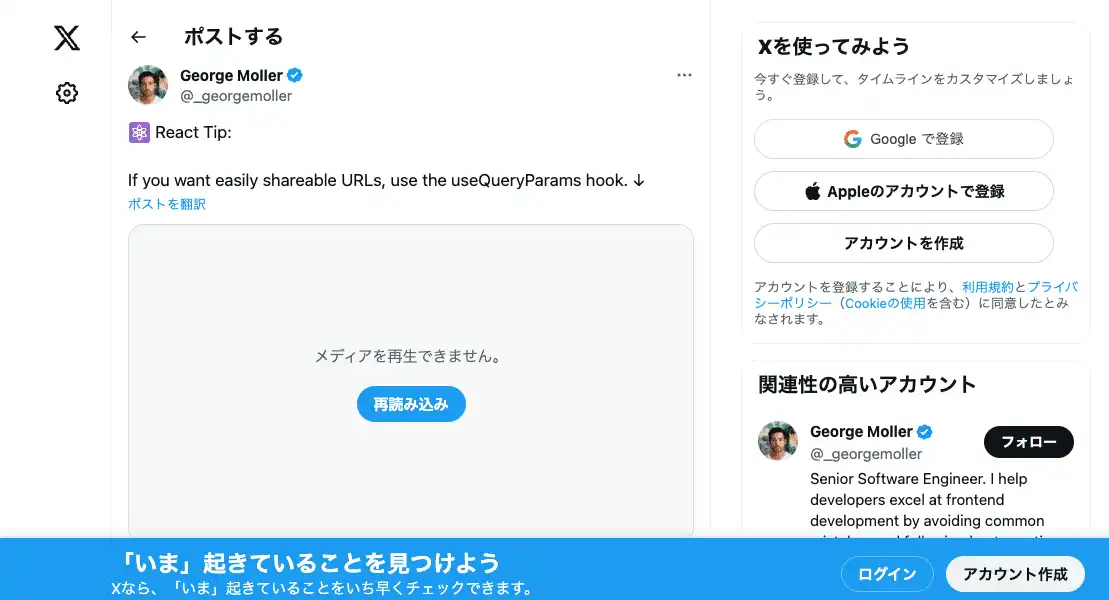 ポストする
George Moller
@_georgemoller
React Tip:
If you want easily shareable URLs, use the useQueryParams hook. ↓
ポストを翻訳
メディアを再生できません。
再読み込み
Xを使ってみよう
今すぐ登録して、タイムラインをカスタマイズしましょ
う。
Google で登録
Appleのアカウントで登録
アカウントを作成
アカウントを登録することにより、利用規約とプライバ
シーポリシー（Cookieの使用を含む）に同意したとみ
なされます。
関連性の高いアカウント
George Moller
@_georgemoller
フォロー
Senior Software Engineer. I help
developers excel at frontend
development by avoiding common
「いま」起きていることを見つけよう
Xなら、「いま」起きていることをいち早くチェックできます。
ログイン
アカウント作成